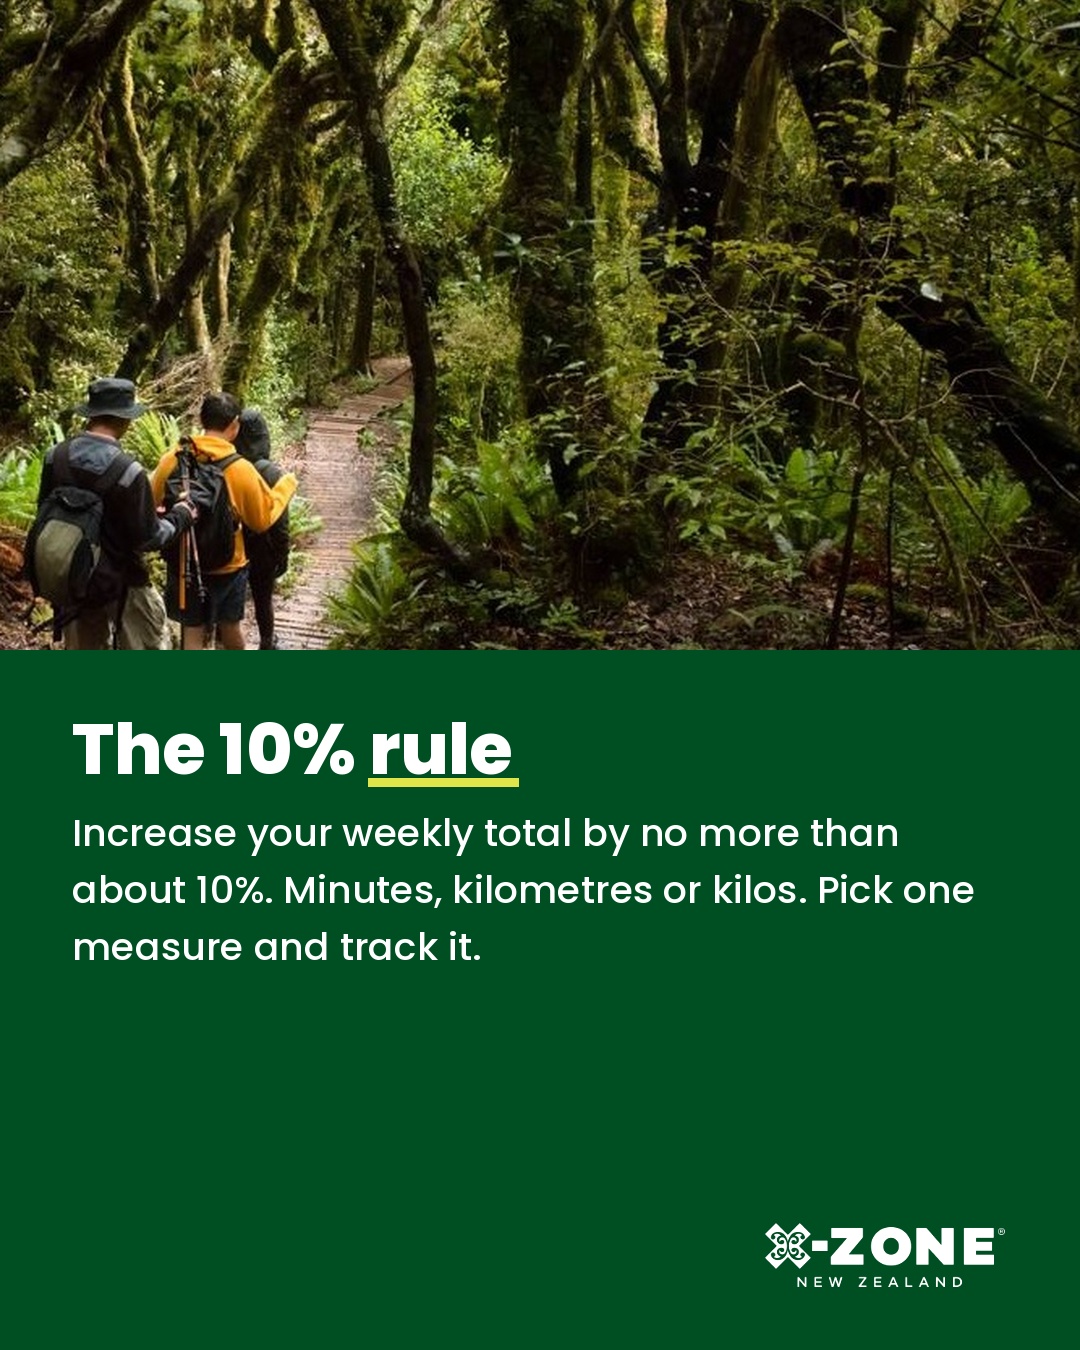 The 10% rule
Increase your weekly total by no more than
about 10%. Minutes, kilometres or kilos. Pick one
measure and track it.
X-ZONE®
NEW ZEALAND